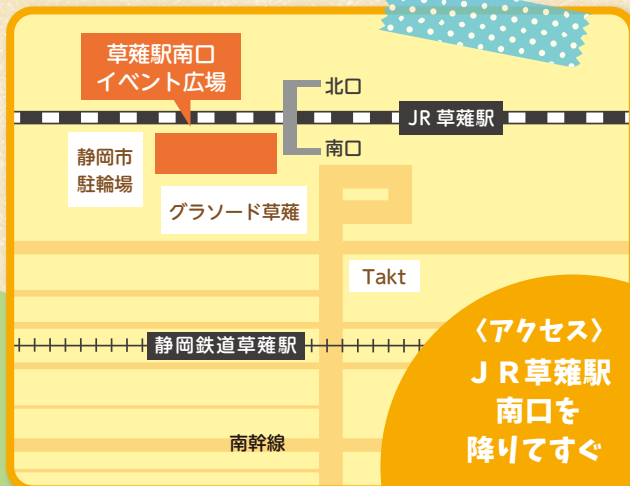 草薙駅南口
イベント広場
北口
JR 草薙駅
南口
静岡市
駐輪場
グラソード草薙
Takt
静岡鉄道草薙駅
南幹線
〈アクセス〉
JR草薙駅
南口を
降りてすぐ